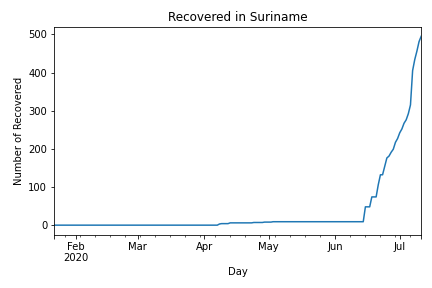 Recovered in Suriname
Number of Recovered
500
400
300
200
100
0
Feb
2020
Mar
Apr
May
Jun
Jul
Day